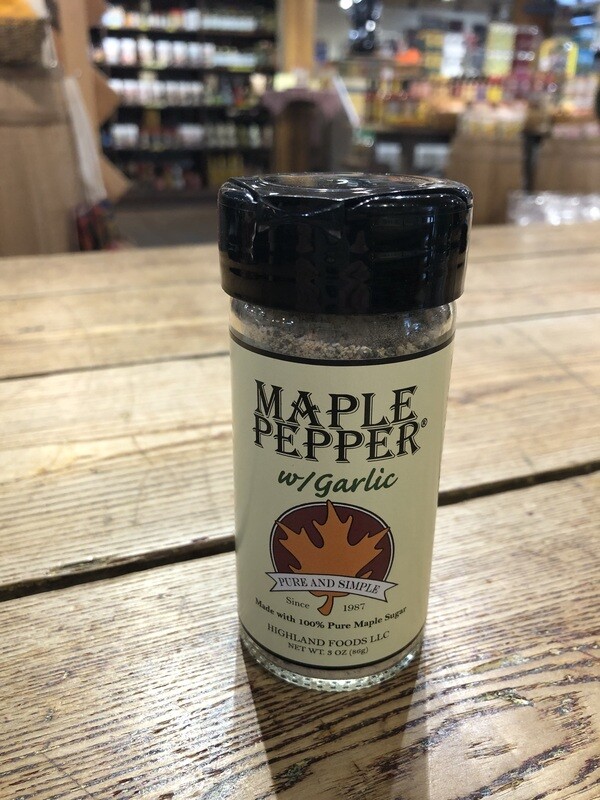 MAPLE
PEPPER®
w/Garlic
PURE AND SIMPLE
Since 1987
Made with 100% Pure Maple Sugar
HIGHLAND FOODS LLC
NET WT. 3 OZ (86g)